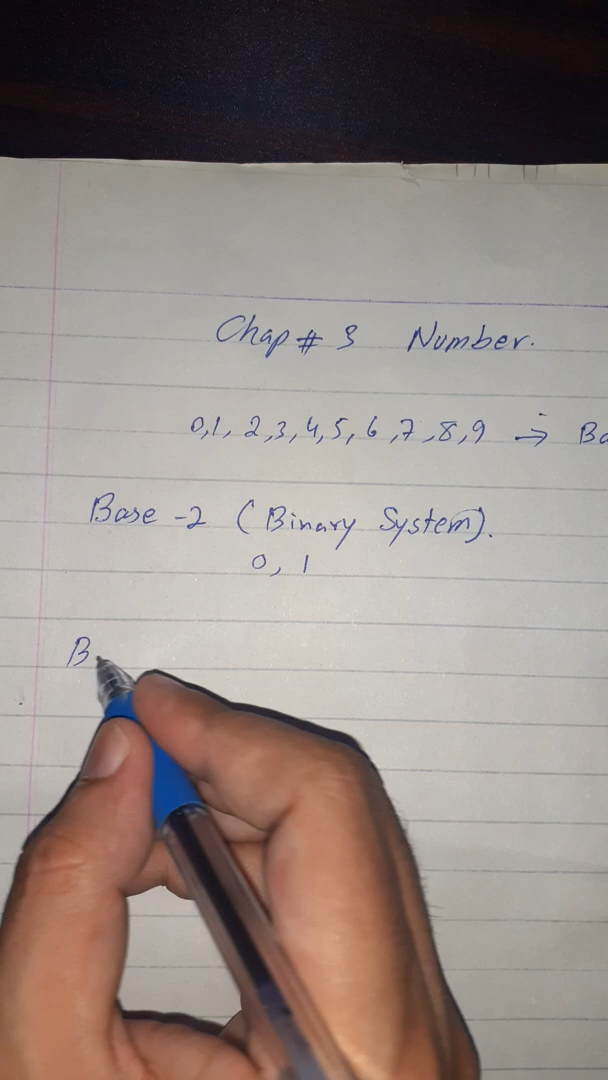 Chap # 3 Number.
0,1, 2,3,4,5, 6,7,8,9 ⇒ Ba
Base -2 (Binary System).
0, 1
B